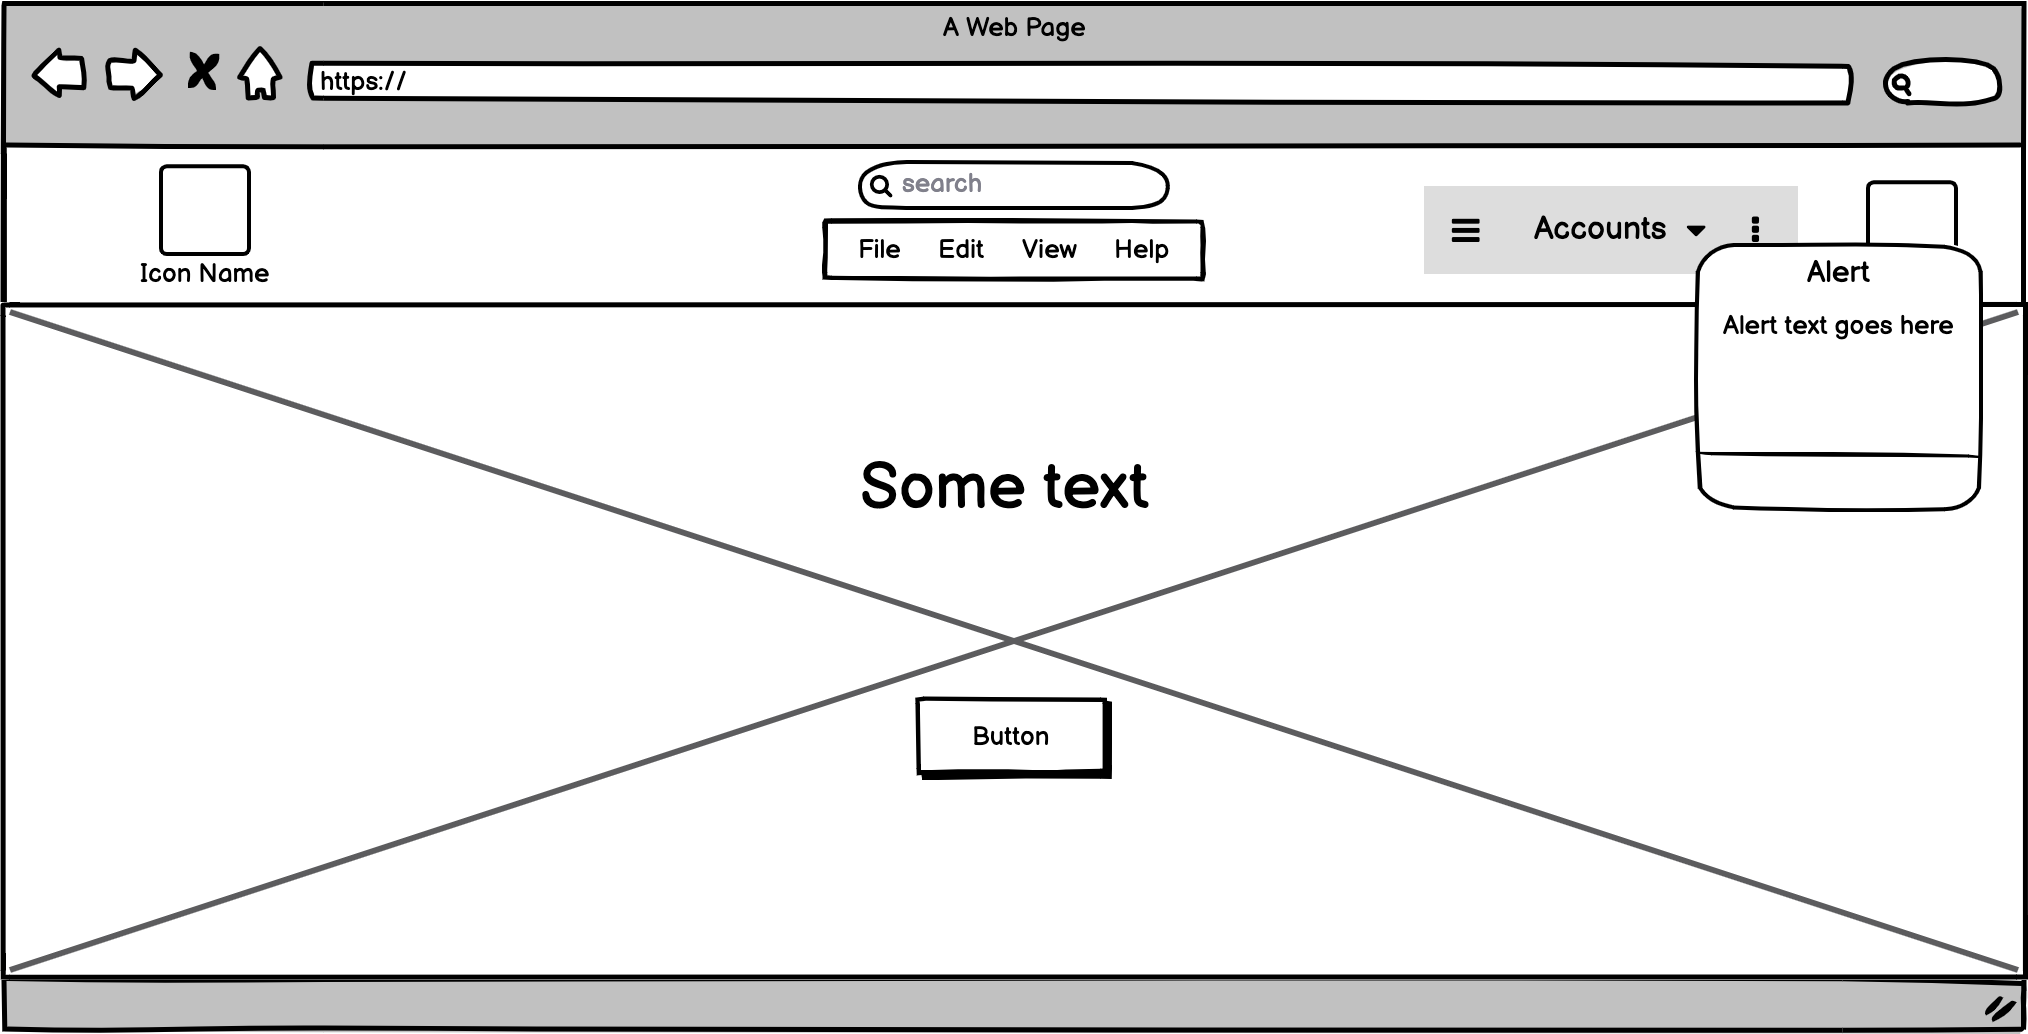 A Web Page
https://
search
File Edit View Help
Icon Name
Accounts
Alert
Alert text goes here
Some text
Button